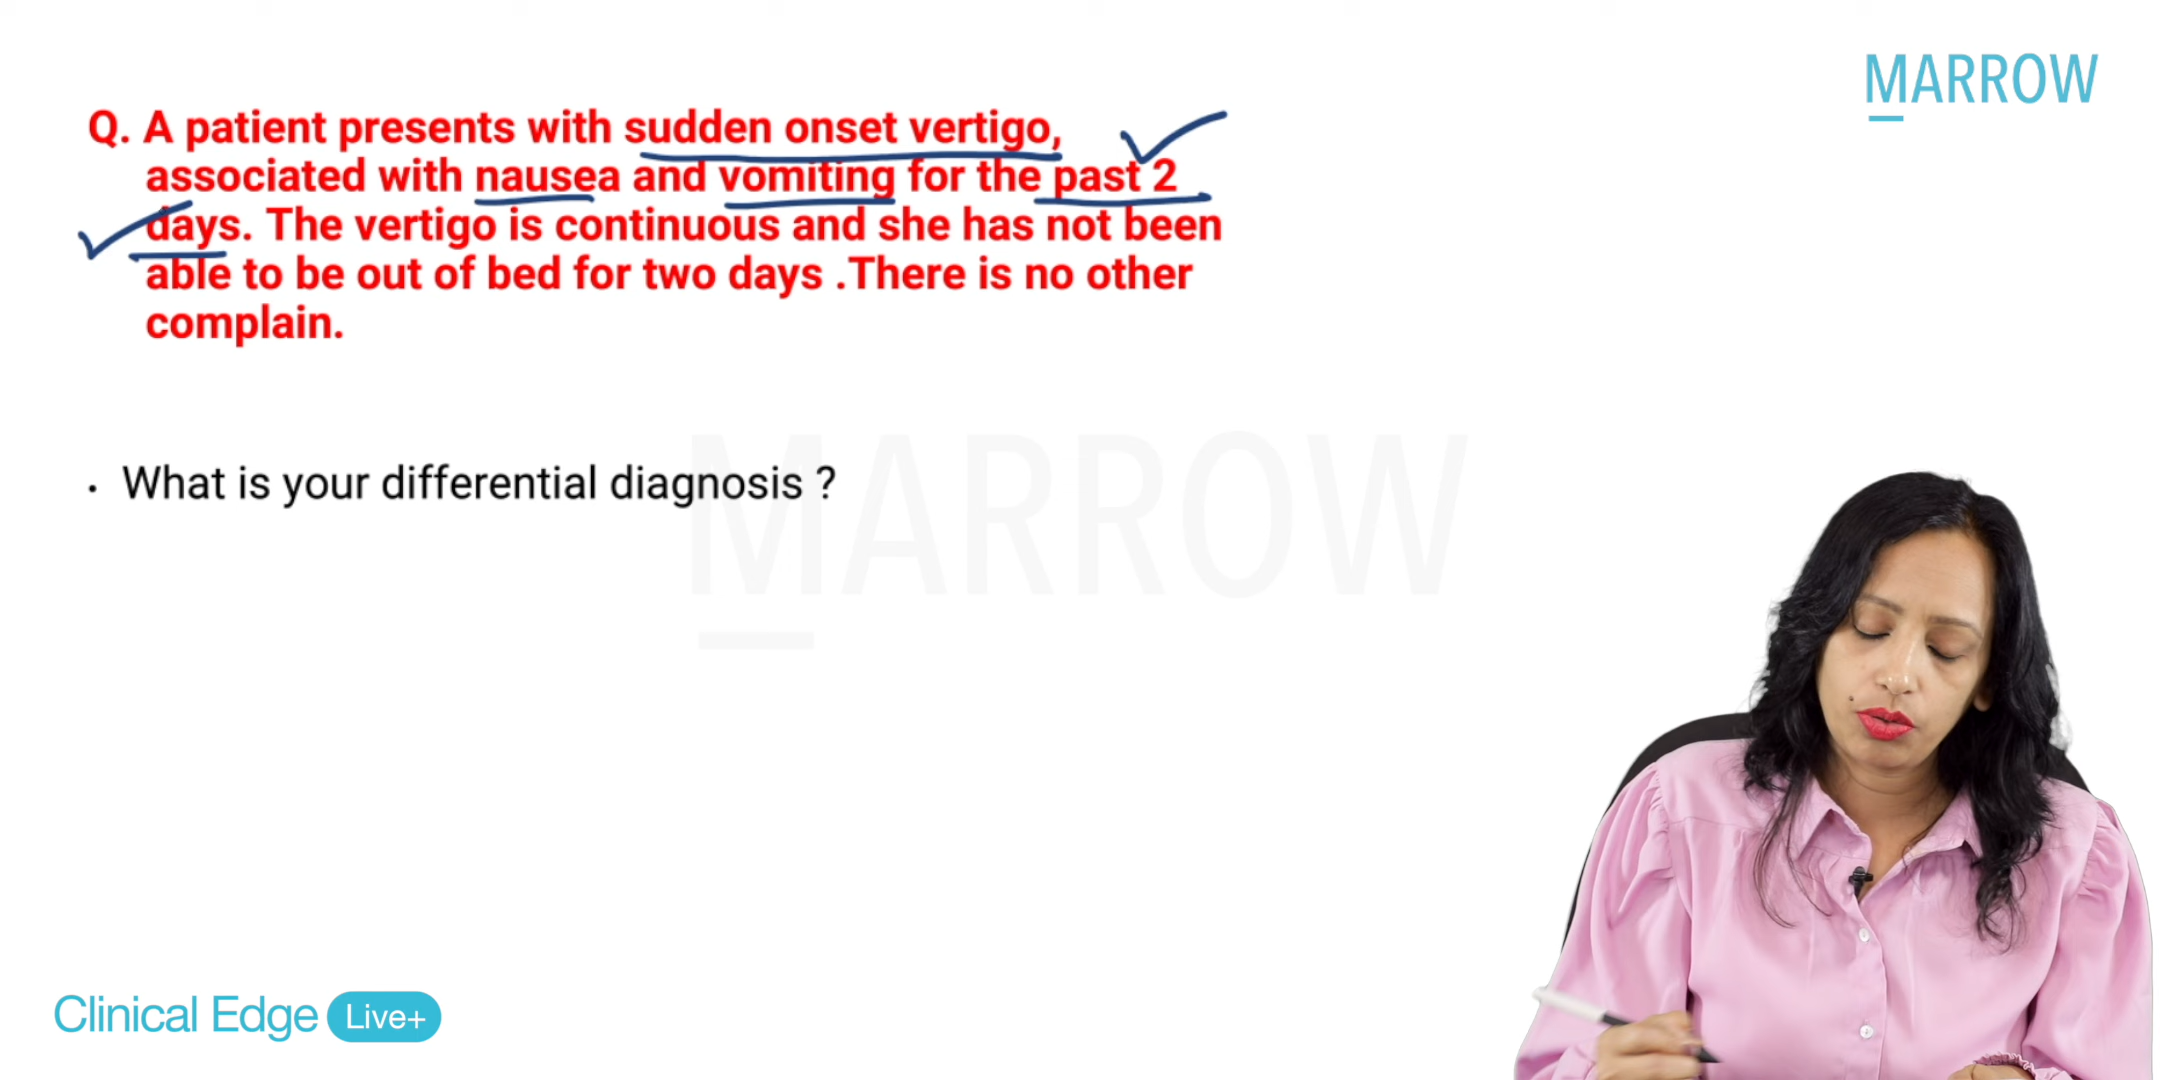 MARROW
Q. A patient presents with sudden onset vertigo,
associated with nausea and vomiting for the past 2
days. The vertigo is continuous and she has not been
able to be out of bed for two days .There is no other
complain.
• What is your differential diagnosis ?
MARROW
Clinical Edge Live+